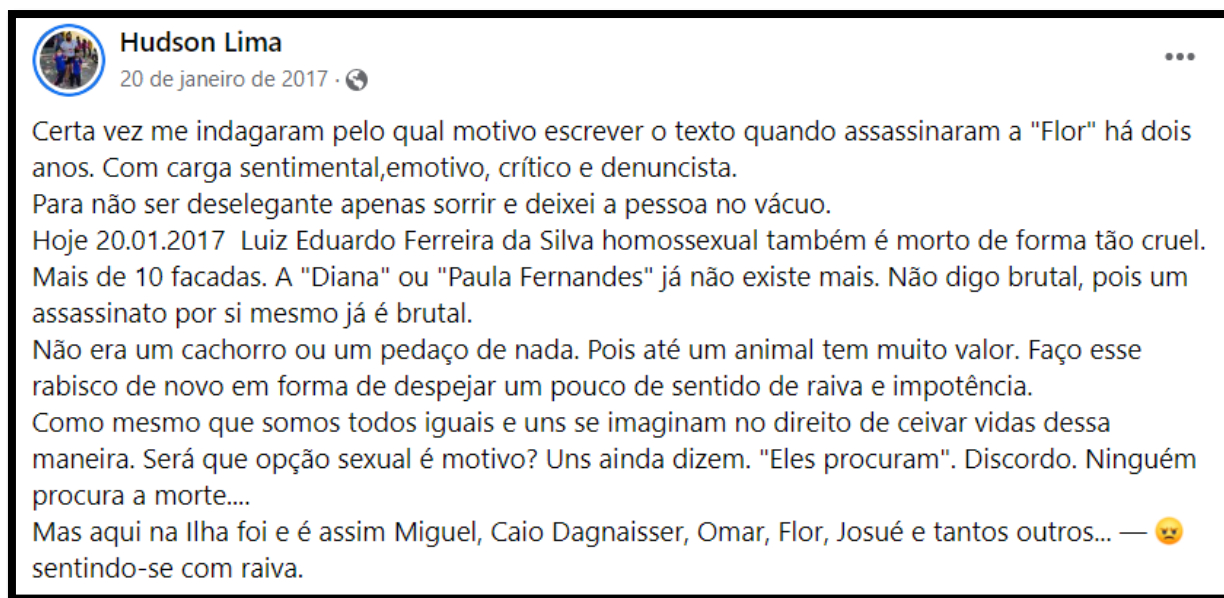 Hudson Lima
20 de janeiro de 2017 ·
Certa vez me indagaram pelo qual motivo escrever o texto quando assassinaram a "Flor" há dois
anos. Com carga sentimental,emotivo, crítico e denuncista.
Para não ser deselegante apenas sorrir e deixei a pessoa no vácuo.
Hoje 20.01.2017  Luiz Eduardo Ferreira da Silva homossexual também é morto de forma tão cruel.
Mais de 10 facadas. A "Diana" ou "Paula Fernandes" já não existe mais. Não digo brutal, pois um
assassinato por si mesmo já é brutal.
Não era um cachorro ou um pedaço de nada. Pois até um animal tem muito valor. Faço esse
rabisco de novo em forma de despejar um pouco de sentido de raiva e impotência.
Como mesmo que somos todos iguais e uns se imaginam no direito de ceivar vidas dessa
maneira. Será que opção sexual é motivo? Uns ainda dizem. "Eles procuram". Discordo. Ninguém
procura a morte....
Mas aqui na Ilha foi e é assim Miguel, Caio Dagnaisser, Omar, Flor, Josué e tantos outros... — 😡
sentindo-se com raiva.